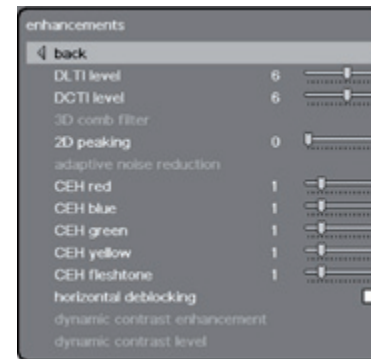 enhancements
back
DLTI level 6
DCTI level 6
3D comb filter
2D peaking 0
adaptive noise reduction
CEH red 1
CEH blue 1
CEH green 1
CEH yellow 1
CEH fleshtone 1
horizontal deblocking
dynamic contrast enhancement
dynamic contrast level